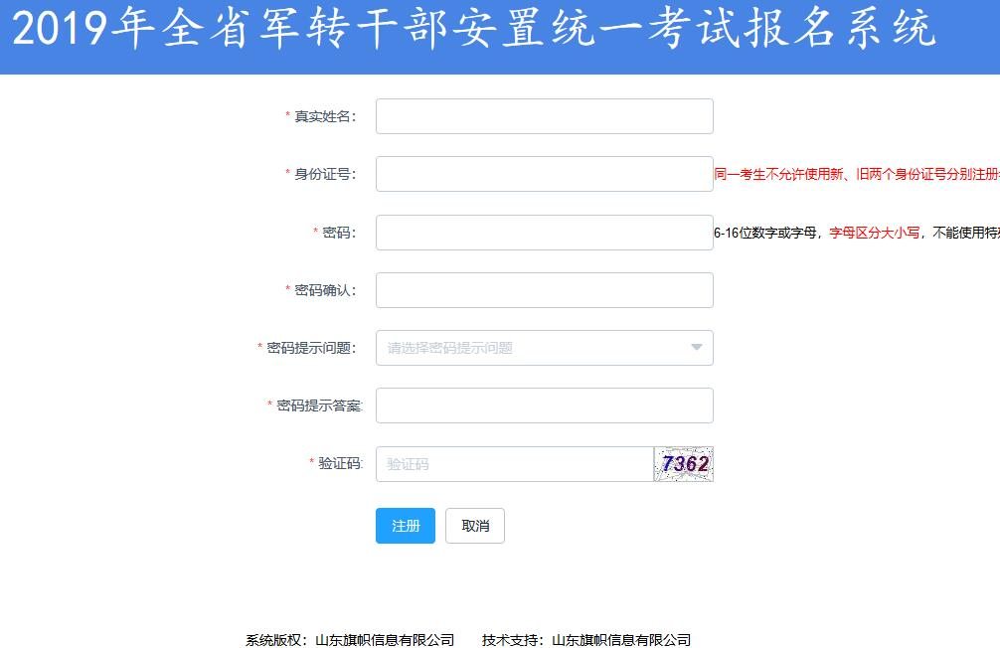 2019年全省军转干部安置统一考试报名系统
* 真实姓名：
* 身份证号： 同一考生不允许使用新、旧两个身份证号分别注册
* 密码： 6-16位数字或字母，字母区分大小写，不能使用特
* 密码确认：
* 密码提示问题： 请选择密码提示问题
* 密码提示答案:
* 验证码: 验证码 7362
注册 取消
系统版权：山东旗帜信息有限公司 技术支持：山东旗帜信息有限公司